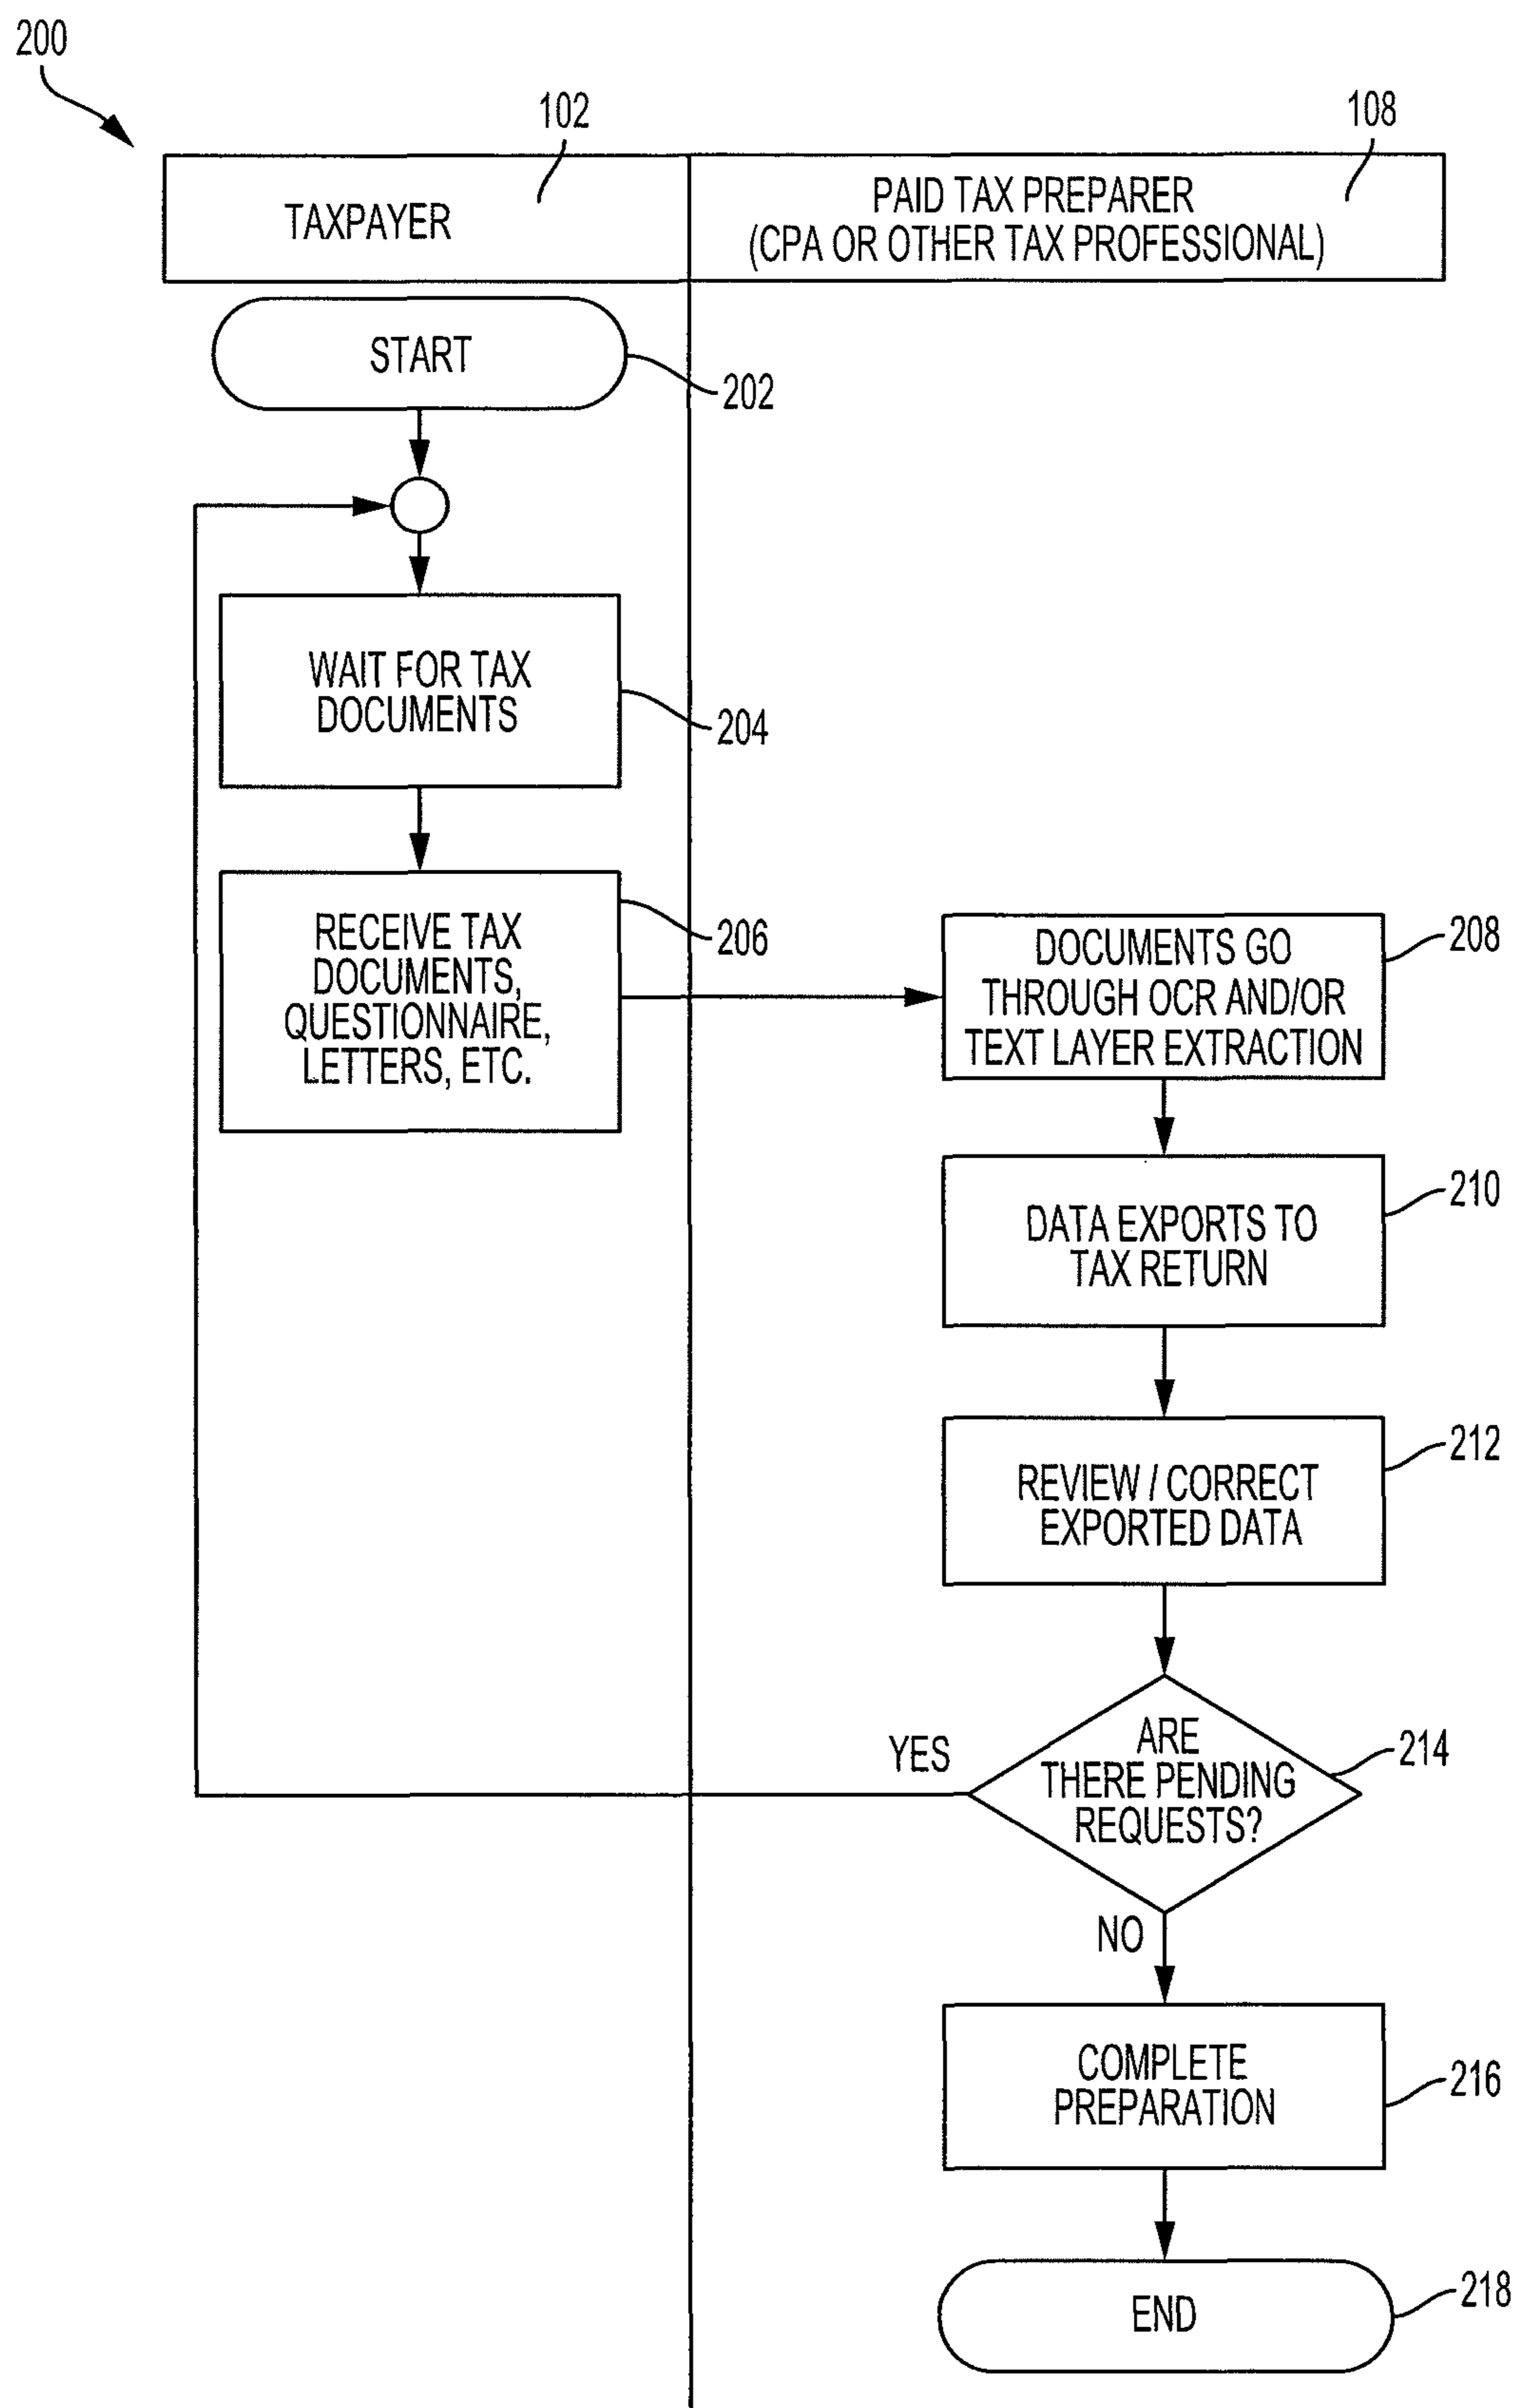 200
102
108
TAXPAYER
PAID TAX PREPARER
(CPA OR OTHER TAX PROFESSIONAL)
START
202
WAIT FOR TAX
DOCUMENTS
204
RECEIVE TAX
DOCUMENTS,
QUESTIONNAIRE,
LETTERS, ETC.
206
DOCUMENTS GO
THROUGH OCR AND/OR
TEXT LAYER EXTRACTION
208
DATA EXPORTS TO
TAX RETURN
210
REVIEW / CORRECT
EXPORTED DATA
212
ARE
THERE PENDING
REQUESTS?
214
YES
NO
COMPLETE
PREPARATION
216
END
218